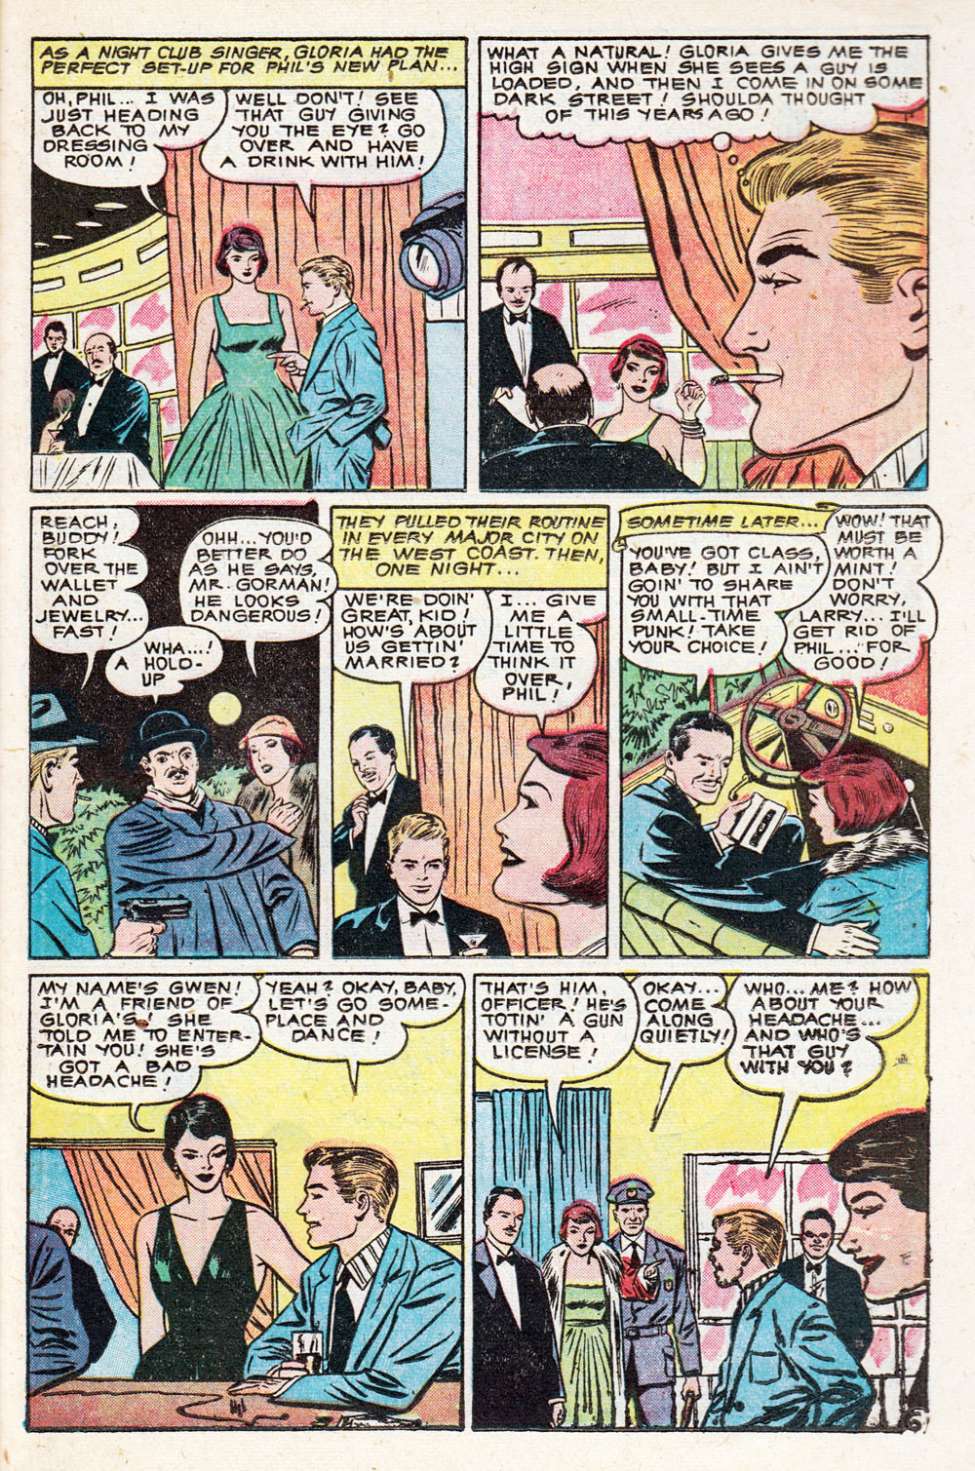 AS A NIGHT CLUB SINGER, GLORIA HAD THE
PERFECT SET-UP FOR PHIL'S NEW PLAN...
OH, PHIL... I WAS
JUST HEADING
BACK TO MY
DRESSING
ROOM!
WELL DON'T! SEE
THAT GUY GIVING
YOU THE EYE? GO
OVER AND HAVE
A DRINK WITH HIM!
WHAT A NATURAL! GLORIA GIVES ME THE
HIGH SIGN WHEN SHE SEES A GUY IS
LOADED, AND THEN I COME IN ON SOME
DARK STREET! SHOULDA THOUGHT
OF THIS YEARS AGO!
REACH,
BUDDY!
FORK
OVER THE
WALLET
AND
JEWELRY...
FAST!
WHA...!
A HOLD-
UP
OHH...YOU'D
BETTER DO
AS HE SAYS,
MR. GORMAN!
HE LOOKS
DANGEROUS!
THEY PULLED THEIR ROUTINE
IN EVERY MAJOR CITY ON
THE WEST COAST. THEN,
ONE NIGHT...
WE'RE DOIN'
GREAT, KID!
HOW'S ABOUT
US GETTIN'
MARRIED?
I... GIVE
ME A
LITTLE
TIME TO
THINK IT
OVER,
PHIL!
SOMETIME LATER...
YOU'VE GOT CLASS,
BABY! BUT I AIN'T
GOIN' TO SHARE
YOU WITH THAT
SMALL-TIME
PUNK! TAKE
YOUR CHOICE!
WOW! THAT
MUST BE
WORTH A
MINT!
DON'T
WORRY,
LARRY... I'LL
GET RID OF
PHIL... FOR
GOOD!
MY NAME'S GWEN!
I'M A FRIEND OF
GLORIA'S! SHE
TOLD ME TO ENTER-
TAIN YOU! SHE'S
GOT A BAD
HEADACHE!
YEAH? OKAY, BABY,
LET'S GO SOME-
PLACE AND
DANCE!
THAT'S HIM,
OFFICER! HE'S
TOTIN' A GUN
WITHOUT A
LICENSE!
OKAY...
COME
ALONG
QUIETLY!
WHO... ME? HOW
ABOUT YOUR
HEADACHE...
AND WHO'S
THAT GUY
WITH YOU?
6